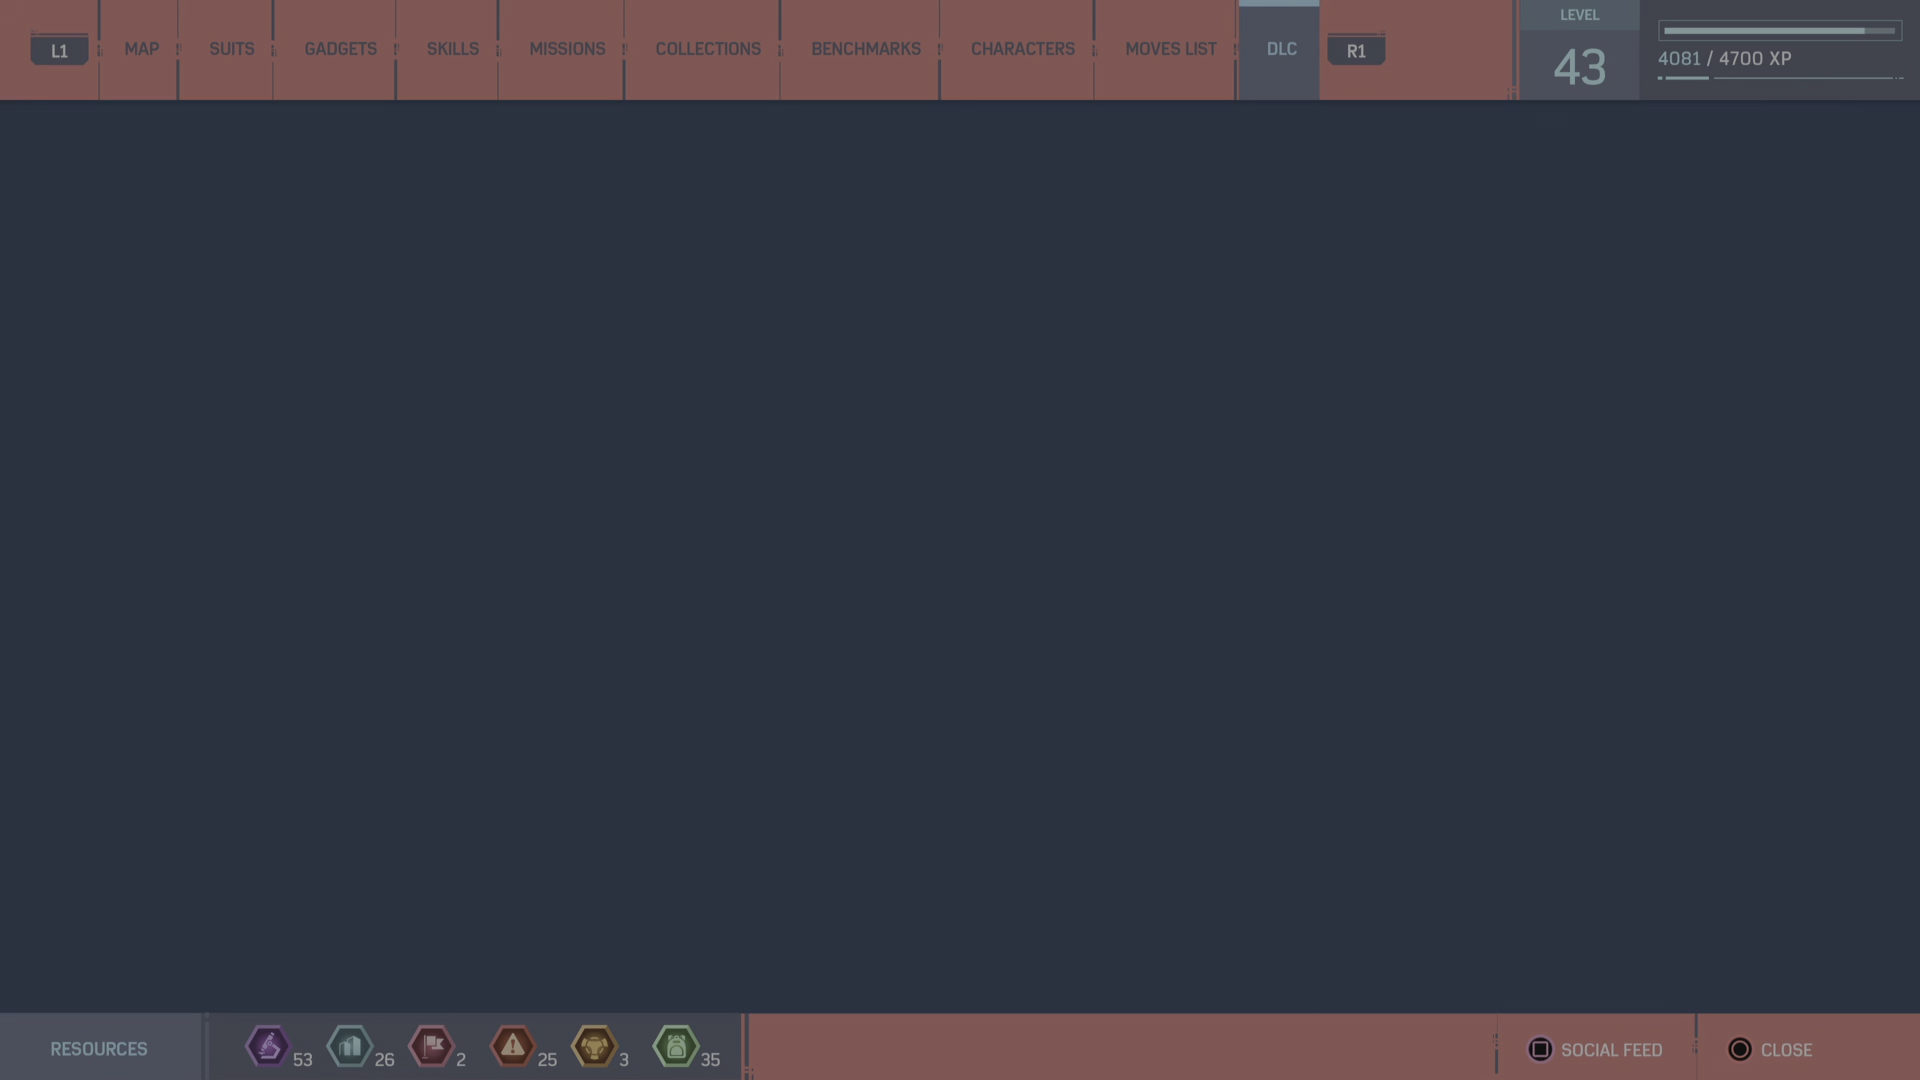 L1 MAP SUITS GADGETS SKILLS MISSIONS COLLECTIONS BENCHMARKS CHARACTERS MOVES LIST DLC R1
LEVEL
43
4081 / 4700 XP
RESOURCES 53 26 2 25 3 35
SOCIAL FEED CLOSE